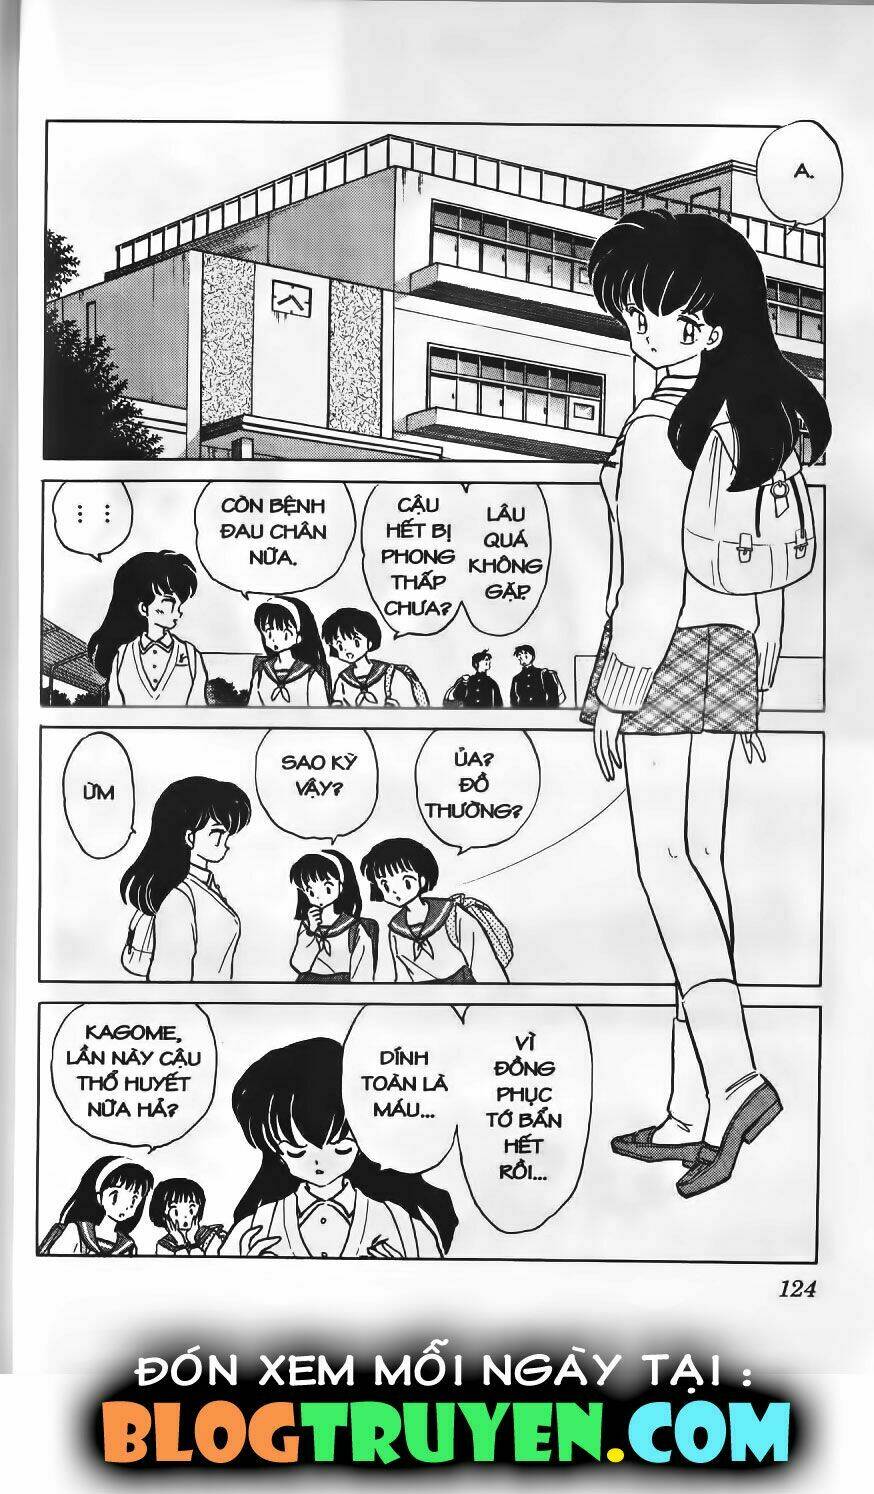 A.
LÂU
QUÁ
KHÔNG
GẶP.
CẬU
HẾT BỊ
PHONG
THẤP
CHƯA?
CÒN BỆNH
ĐAU CHÂN
NỮA.
...
...
ỦA?
ĐỒ
THƯỜNG?
SAO KỲ
VẬY?
ỪM
VÌ
ĐỒNG
PHỤC
TỚ BẨN
HẾT
RỒI...
DÍNH
TOÀN LÀ
MÁU...
KAGOME,
LẦN NÀY CẬU
THỔ HUYẾT
NỮA HẢ?
124
ĐÓN XEM MỖI NGÀY TẠI :
BLOGTRUYEN.COM